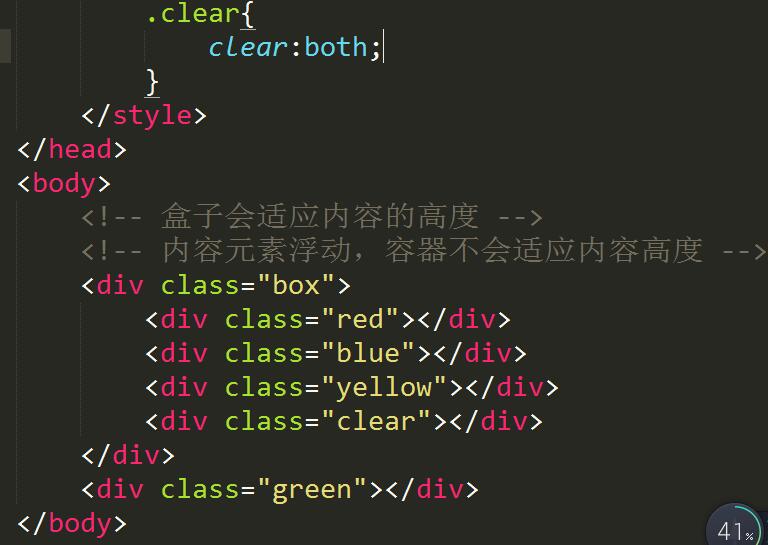 .clear{
clear:both;
}
</style>
</head>
<body>
<!-- 盒子会适应内容的高度 -->
<!-- 内容元素浮动，容器不会适应内容高度 -->
<div class="box">
<div class="red"></div>
<div class="blue"></div>
<div class="yellow"></div>
<div class="clear"></div>
</div>
<div class="green"></div>
</body>
41%